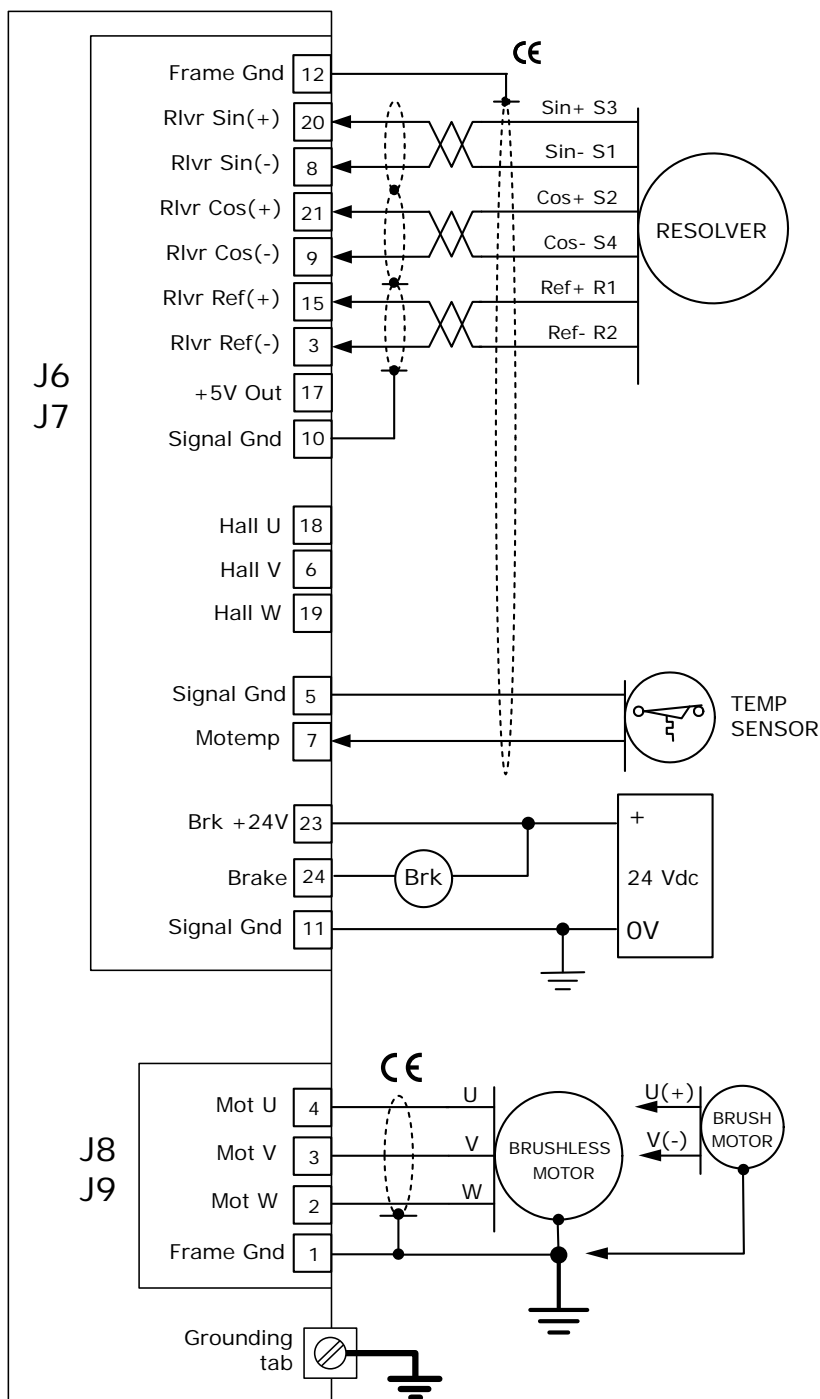 CE
Frame Gnd 12
Rlvr Sin(+) 20 Sin+ S3
Rlvr Sin(-) 8 Sin- S1
Rlvr Cos(+) 21 Cos+ S2
RESOLVER
Rlvr Cos(-) 9 Cos- S4
Rlvr Ref(+) 15 Ref+ R1
Rlvr Ref(-) 3 Ref- R2
J6
J7
+5V Out 17
Signal Gnd 10
Hall U 18
Hall V 6
Hall W 19
Signal Gnd 5
Motemp 7
TEMP
SENSOR
Brk +24V 23 +
Brake 24 Brk 24 Vdc
Signal Gnd 11 0V
CE
Mot U 4 U U(+)
Mot V 3 V V(-)
Mot W 2 W
BRUSHLESS
MOTOR
BRUSH
MOTOR
J8
J9
Frame Gnd 1
Grounding
tab